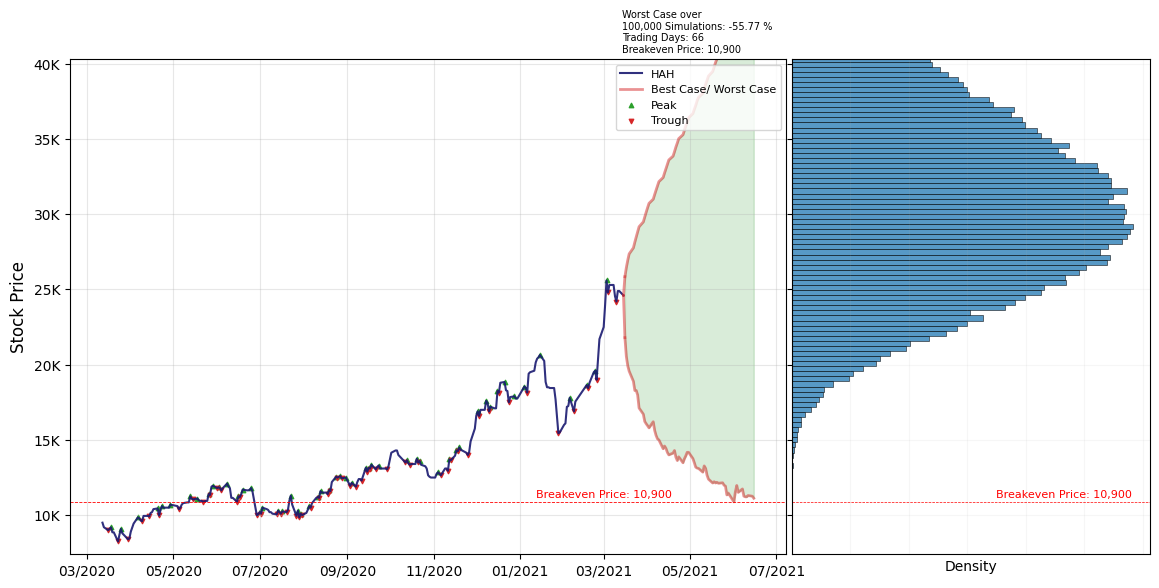 Worst Case over
100,000 Simulations: -55.77 %
Trading Days: 66
Breakeven Price: 10,900
HAH
Best Case/ Worst Case
Peak
Trough
40K
35K
30K
25K
20K
15K
10K
Stock Price
Breakeven Price: 10,900
Breakeven Price: 10,900
03/2020
05/2020
07/2020
09/2020
11/2020
01/2021
03/2021
05/2021
07/2021
Density